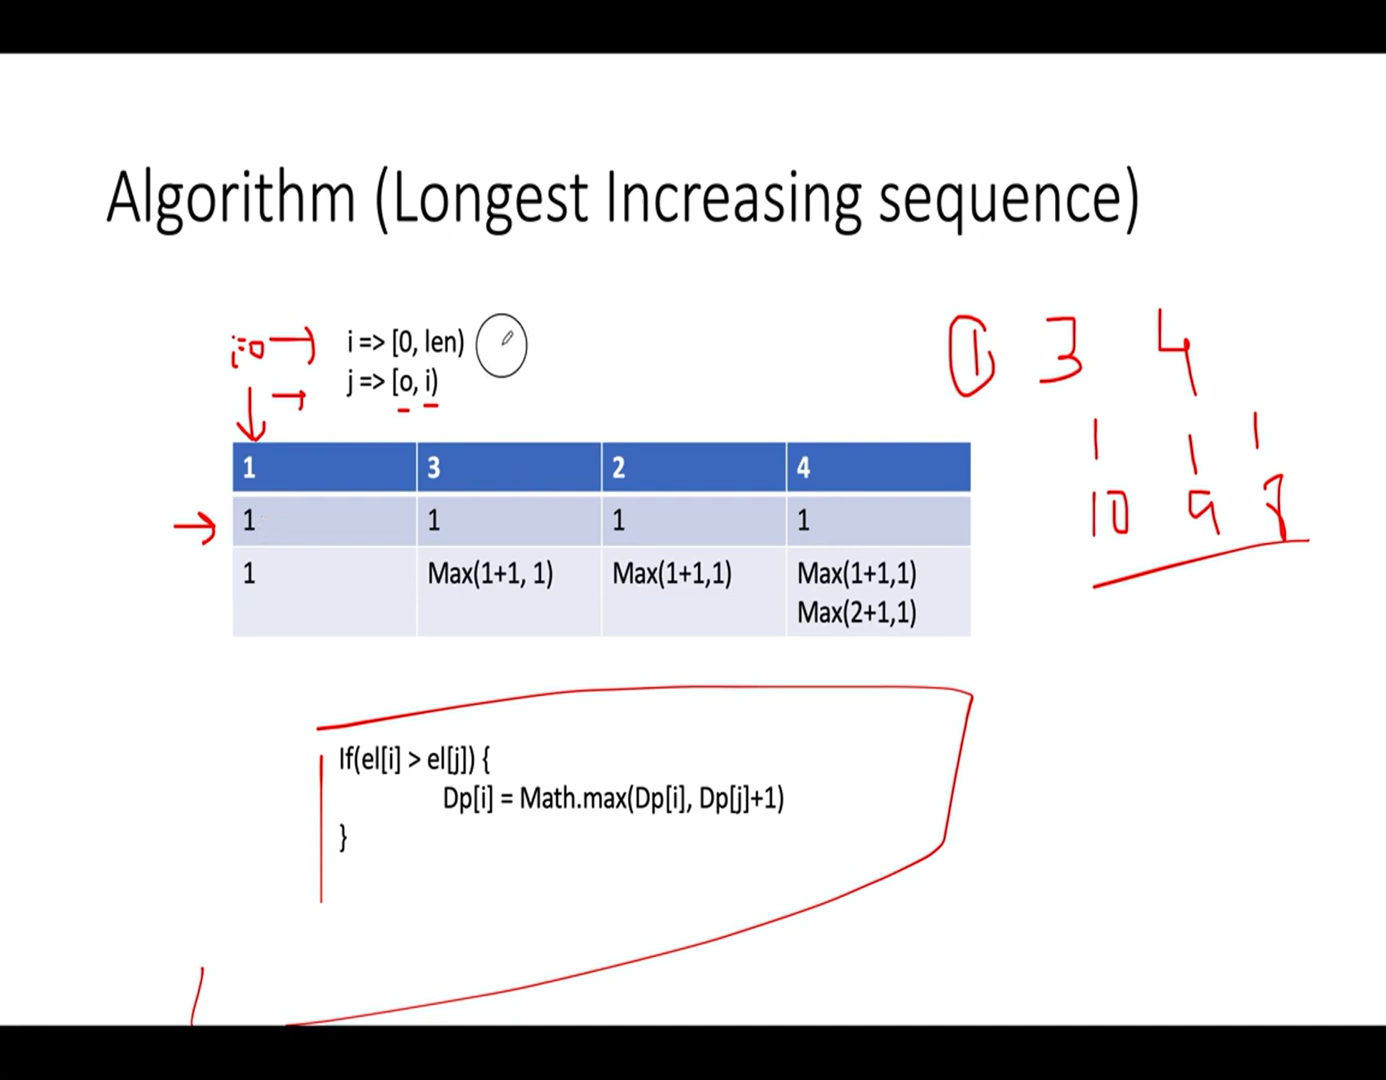 Algorithm (Longest Increasing sequence)
i=0 i => [0, len)
j => [o, i)
① 3 4
1 1 1
10 9
1 3 2 4
1 1 1 1
1 Max(1+1, 1) Max(1+1,1) Max(1+1,1)
Max(2+1,1)
If(el[i] > el[j]) {
Dp[i] = Math.max(Dp[i], Dp[j]+1)
}